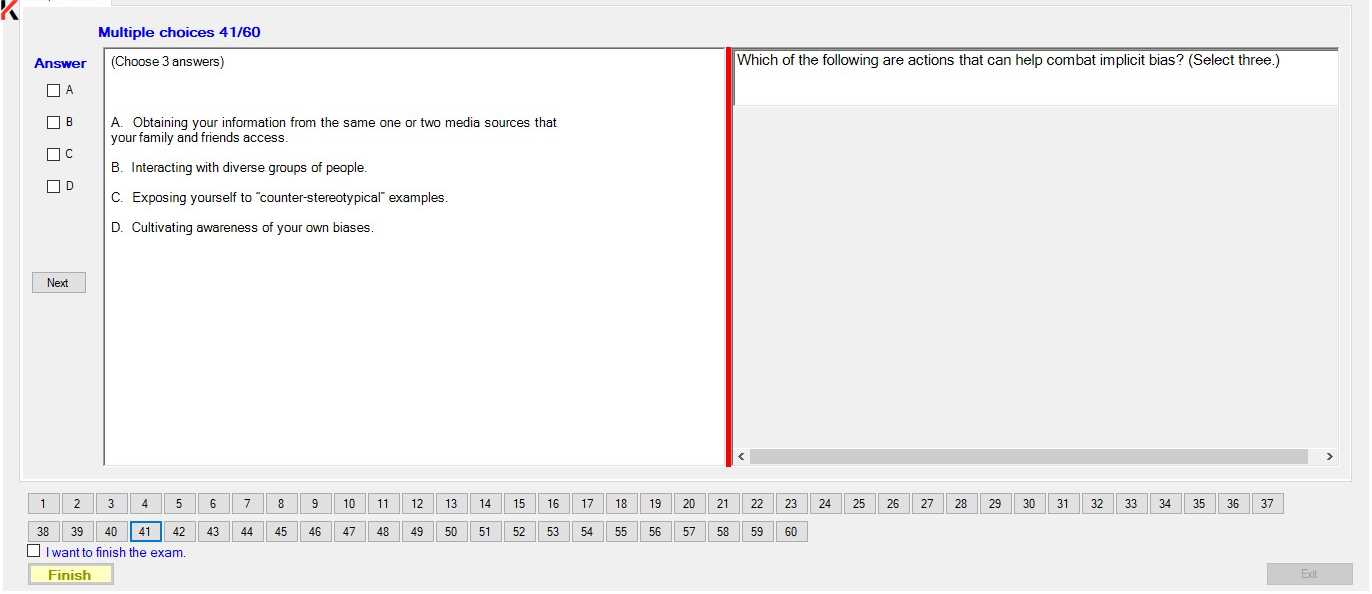 Multiple choices 41/60
Answer
A
B
C
D
Next
(Choose 3 answers)
A. Obtaining your information from the same one or two media sources that
your family and friends access.
B. Interacting with diverse groups of people.
C. Exposing yourself to "counter-stereotypical" examples.
D. Cultivating awareness of your own biases.
Which of the following are actions that can help combat implicit bias? (Select three.)
1 2 3 4 5 6 7 8 9 10 11 12 13 14 15 16 17 18 19 20 21 22 23 24 25 26 27 28 29 30 31 32 33 34 35 36 37
38 39 40 41 42 43 44 45 46 47 48 49 50 51 52 53 54 55 56 57 58 59 60
I want to finish the exam.
Finish
Exit